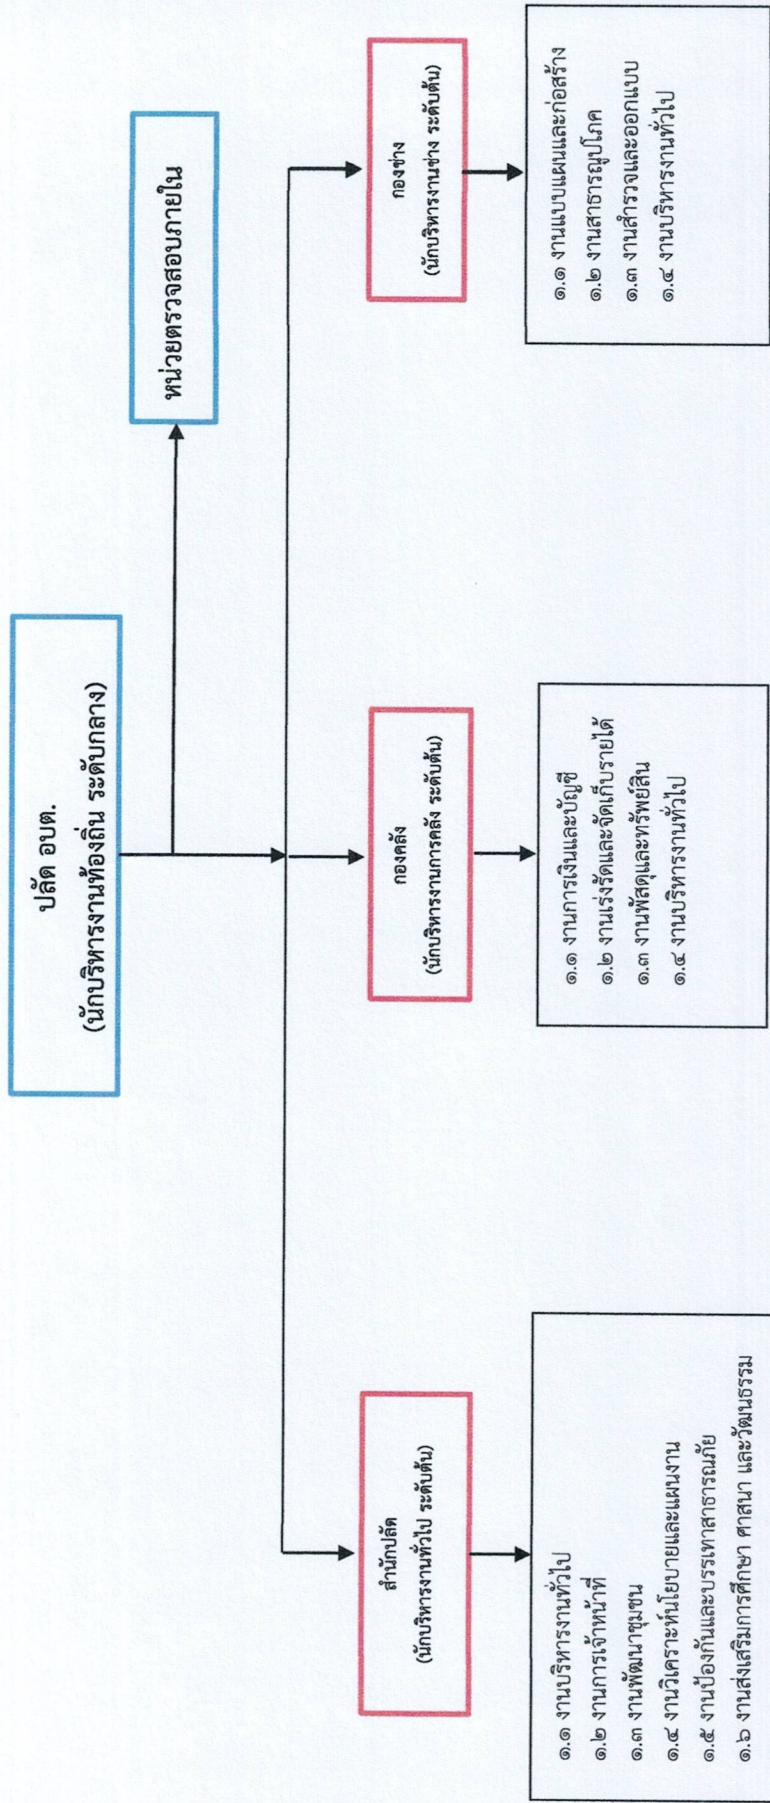 ปลัด อบต.
(นักบริหารงานท้องถิ่น ระดับกลาง)
หน่วยตรวจสอบภายใน
สำนักปลัด
(นักบริหารงานทั่วไป ระดับต้น)
กองคลัง
(นักบริหารงานการคลัง ระดับต้น)
กองช่าง
(นักบริหารงานช่าง ระดับต้น)
๑.๑ งานบริหารงานทั่วไป
๑.๒ งานการเจ้าหน้าที่
๑.๓ งานพัฒนาชุมชน
๑.๔ งานวิเคราะห์นโยบายและแผนงาน
๑.๕ งานป้องกันและบรรเทาสาธารณภัย
๑.๖ งานส่งเสริมการศึกษา ศาสนา และวัฒนธรรม
๑.๑ งานการเงินและบัญชี
๑.๒ งานเร่งรัดและจัดเก็บรายได้
๑.๓ งานพัสดุและทรัพย์สิน
๑.๔ งานบริหารงานทั่วไป
๑.๑ งานแบบแผนและก่อสร้าง
๑.๒ งานสาธารณูปโภค
๑.๓ งานสำรวจและออกแบบ
๑.๔ งานบริหารงานทั่วไป